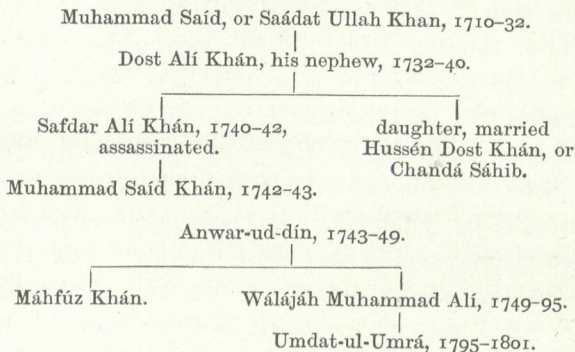 Muhammad Saíd, or Saádat Ullah Khan, 1710–32.
Dost Alí Khán, his nephew, 1732–40.
Safdar Alí Khán, 1740–42,
assassinated.
daughter, married
Hussén Dost Khán, or
Chandá Sáhib.
Muhammad Saíd Khán, 1742–43.
Anwar-ud-dín, 1743–49.
Máhfúz Khán.
Wálájáh Muhammad Alí, 1749–95.
Umdat-ul-Umrá, 1795–1801.